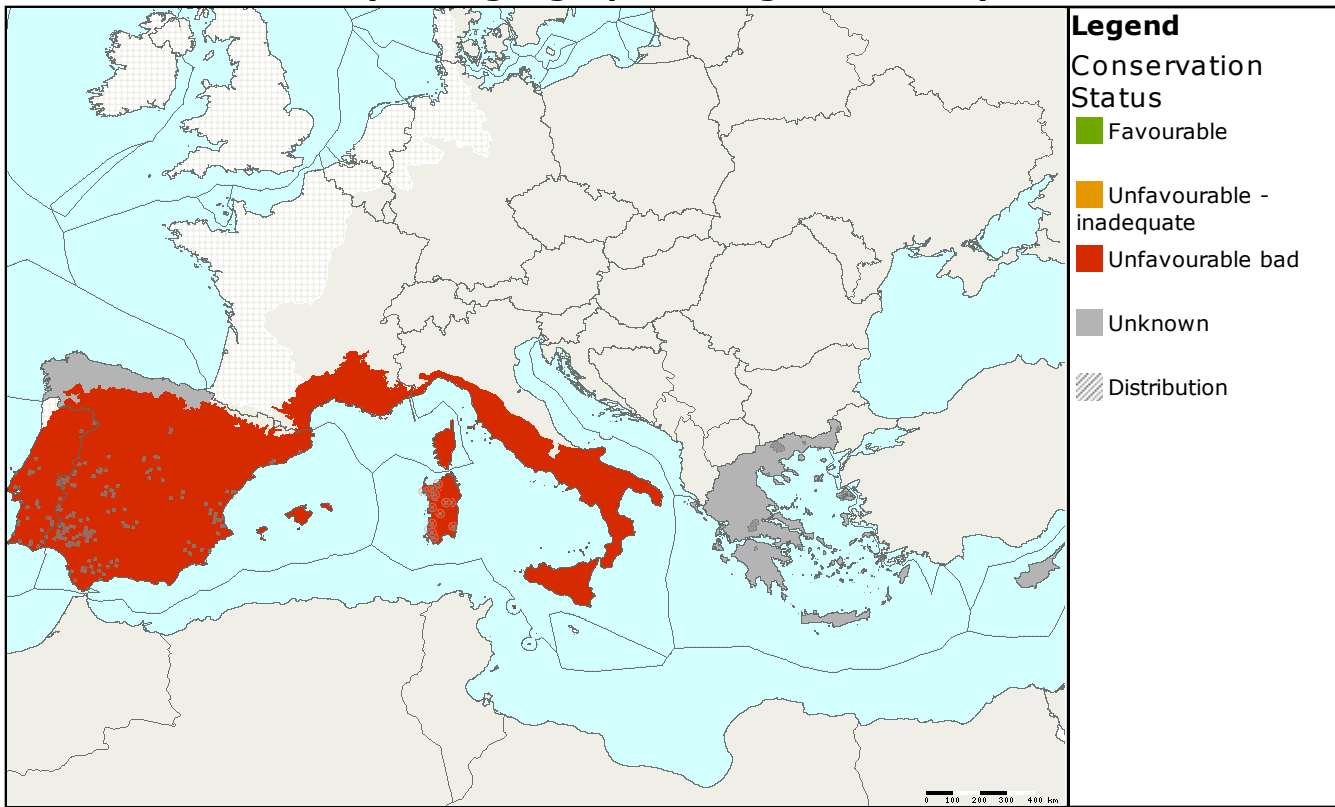 Legend
Conservation
Status
Favourable
Unfavourable -
inadequate
Unfavourable bad
Unknown
Distribution
0 100 200 300 400 km